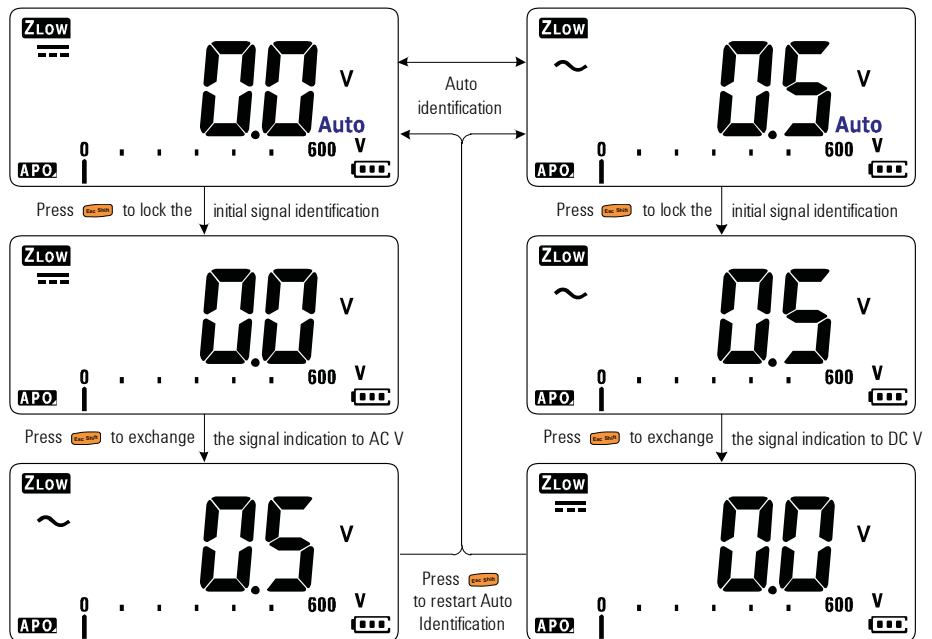 ZLOW
0.0 V
Auto
0 600 V
APO
Auto
identification
ZLOW
0.5 V
Auto
0 600 V
APO
Press Esc Shift to lock the initial signal identification
Press Esc Shift to lock the initial signal identification
ZLOW
0.0 V
0 600 V
APO
ZLOW
0.5 V
0 600 V
APO
Press Esc Shift to exchange the signal indication to AC V
Press Esc Shift to exchange the signal indication to DC V
ZLOW
0.5 V
0 600 V
APO
Press Esc Shift
to restart Auto
Identification
ZLOW
0.0 V
0 600 V
APO